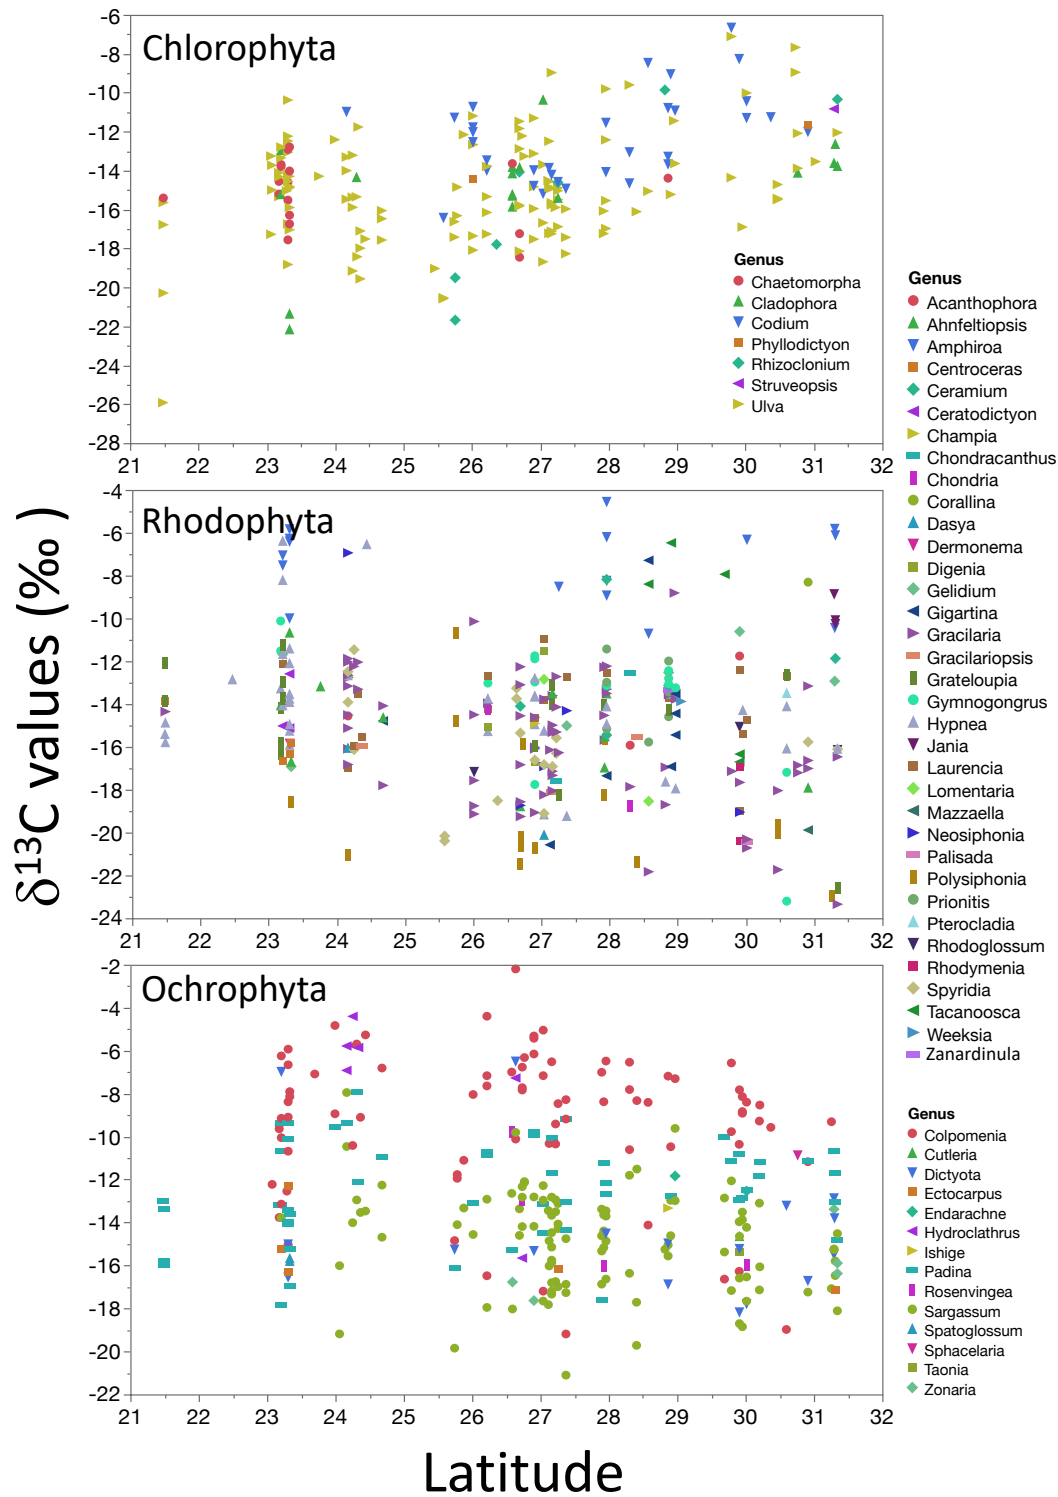 Chlorophyta
-6
-8
-10
-12
-14
-16
-18
-20
-22
-24
-26
-28
21 22 23 24 25 26 27 28 29 30 31 32
Genus
Chaetomorpha
Cladophora
Codium
Phyllodictyon
Rhizoclonium
Struveopsis
Ulva
Rhodophyta
-4
-6
-8
-10
-12
-14
-16
-18
-20
-22
-24
21 22 23 24 25 26 27 28 29 30 31 32
Genus
Acanthophora
Ahnfeltiopsis
Amphiroa
Centroceras
Ceramium
Ceratodictyon
Champia
Chondracanthus
Chondria
Corallina
Dasya
Dermonema
Digenia
Gelidium
Gigartina
Gracilaria
Gracilariopsis
Grateloupia
Gymnogongrus
Hypnea
Jania
Laurencia
Lomentaria
Mazzaella
Neosiphonia
Palisada
Polysiphonia
Prionitis
Pterocladia
Rhodoglossum
Rhodymenia
Spyridia
Tacanoosca
Weeksia
Zanardinula
Ochrophyta
-2
-4
-6
-8
-10
-12
-14
-16
-18
-20
-22
21 22 23 24 25 26 27 28 29 30 31 32
Genus
Colpomenia
Cutleria
Dictyota
Ectocarpus
Endarachne
Hydroclathrus
Ishige
Padina
Rosenvingea
Sargassum
Spatoglossum
Sphacelaria
Taonia
Zonaria
δ13C values (‰ )
Latitude